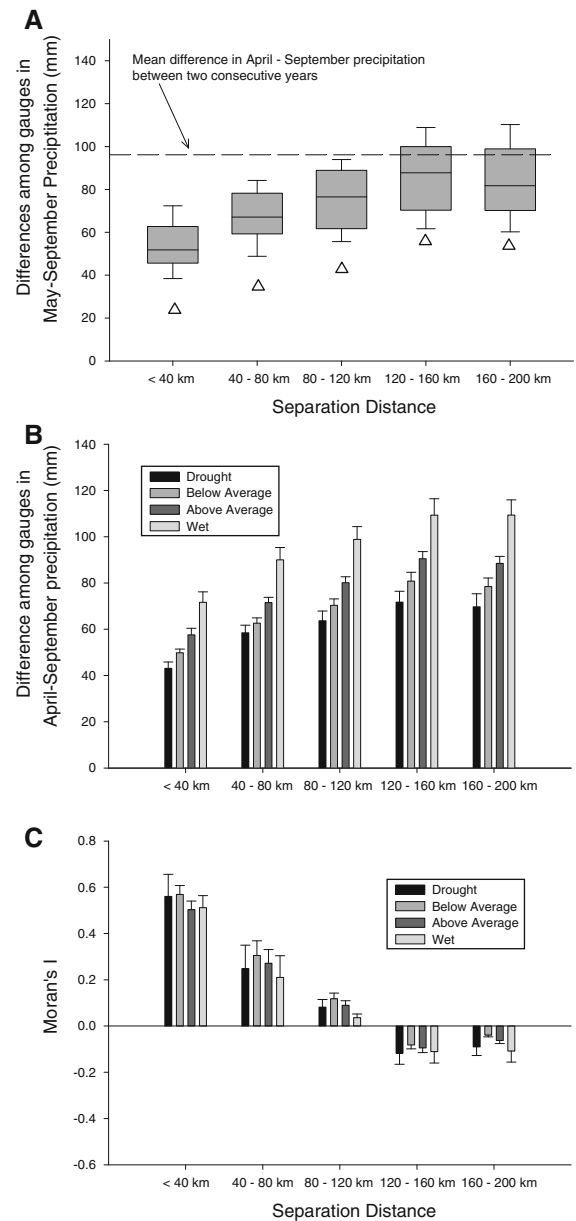 A
Differences among gauges in
May-September Preciptitation (mm)
140
120
100
80
60
40
20
0
Mean difference in April - September precipitation
between two consecutive years
< 40 km
40 - 80 km
80 - 120 km
120 - 160 km
160 - 200 km
Separation Distance
B
Difference among gauges in
April-September precipitation (mm)
140
120
100
80
60
40
20
0
Drought
Below Average
Above Average
Wet
< 40 km
40 - 80 km
80 - 120 km
120 - 160 km
160 - 200 km
C
Moran's I
0.8
0.6
0.4
0.2
0.0
-0.2
-0.4
-0.6
Drought
Below Average
Above Average
Wet
< 40 km
40 - 80 km
80 - 120 km
120 - 160 km
160 - 200 km
Separation Distance